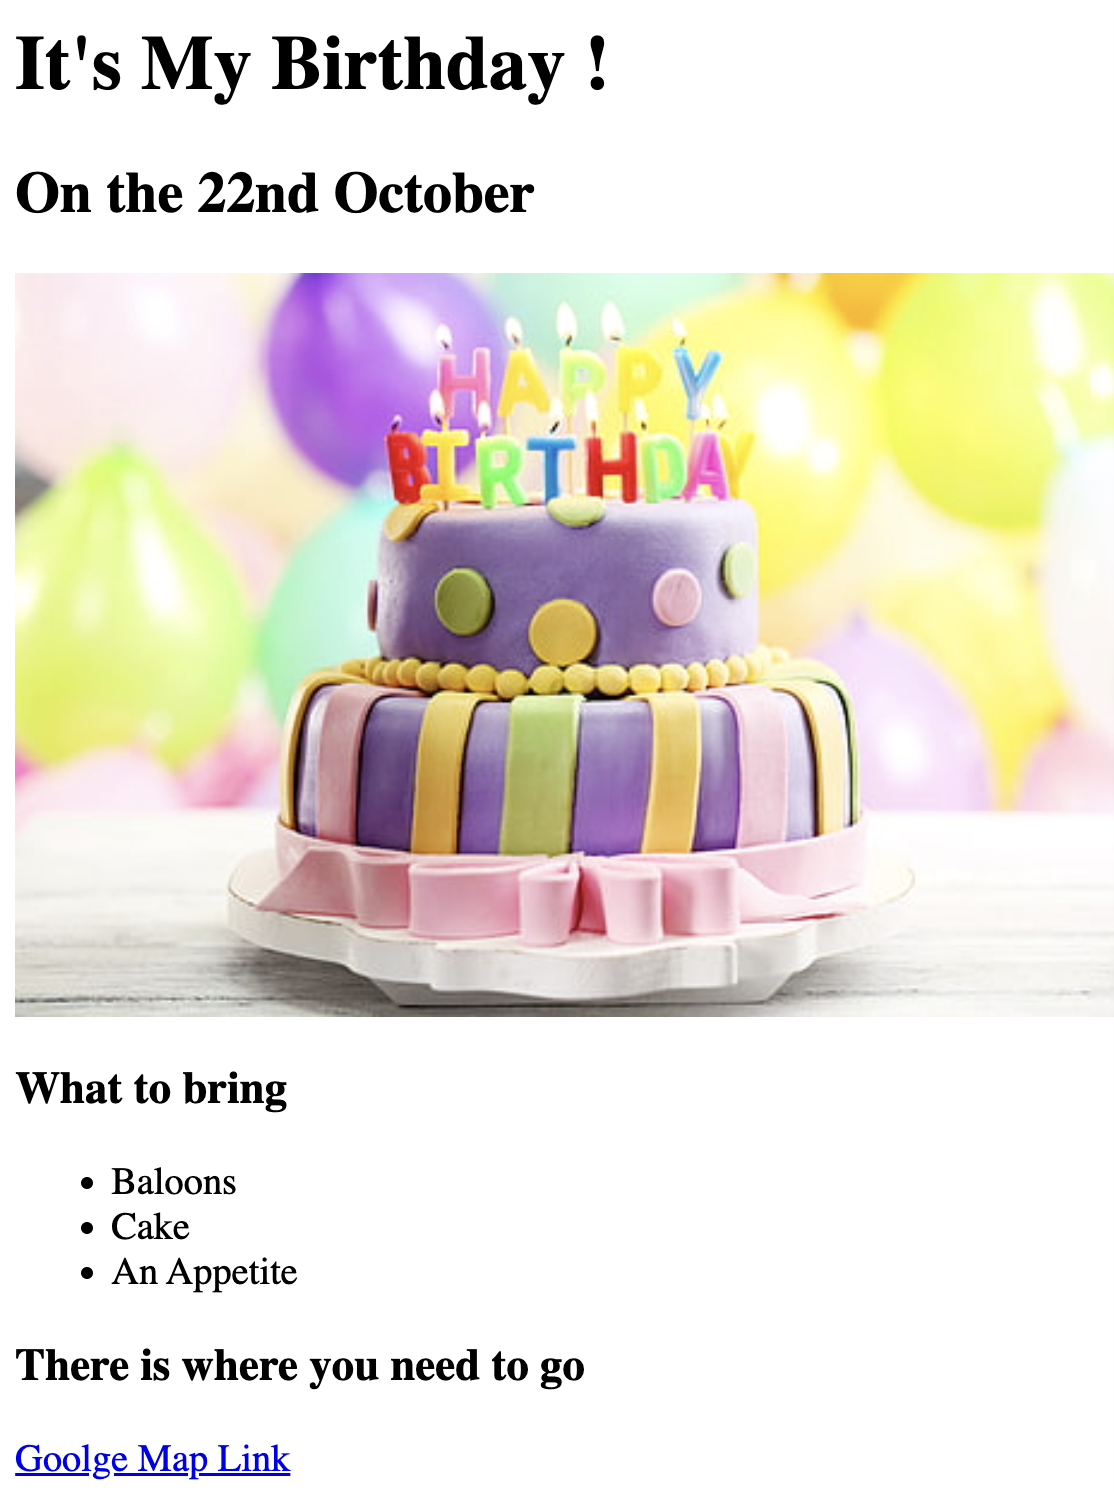 It's My Birthday !
On the 22nd October
HAPPY
BIRTHDAY
What to bring
Baloons
Cake
An Appetite
There is where you need to go
Goolge Map Link